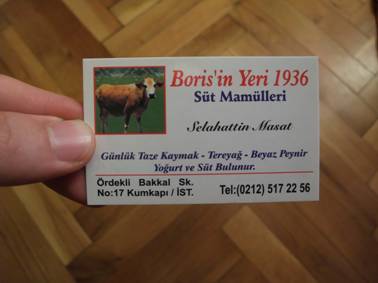 Boris'in Yeri 1936
Süt Mamülleri
Selahattin Masat
Günlük Taze Kaymak - Tereyağ - Beyaz Peynir
Yoğurt ve Süt Bulunur.
Ördekli Bakkal Sk.
No:17 Kumkapı / İST.
Tel:(0212) 517 22 56